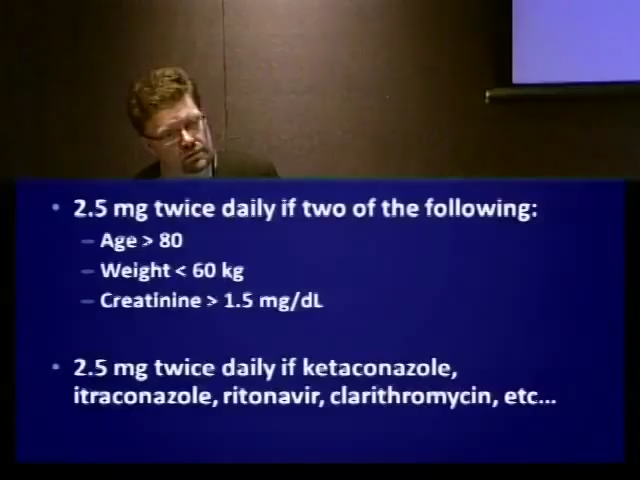 • 2.5 mg twice daily if two of the following:
– Age > 80
– Weight < 60 kg
– Creatinine > 1.5 mg/dL
• 2.5 mg twice daily if ketaconazole,
itraconazole, ritonavir, clarithromycin, etc...